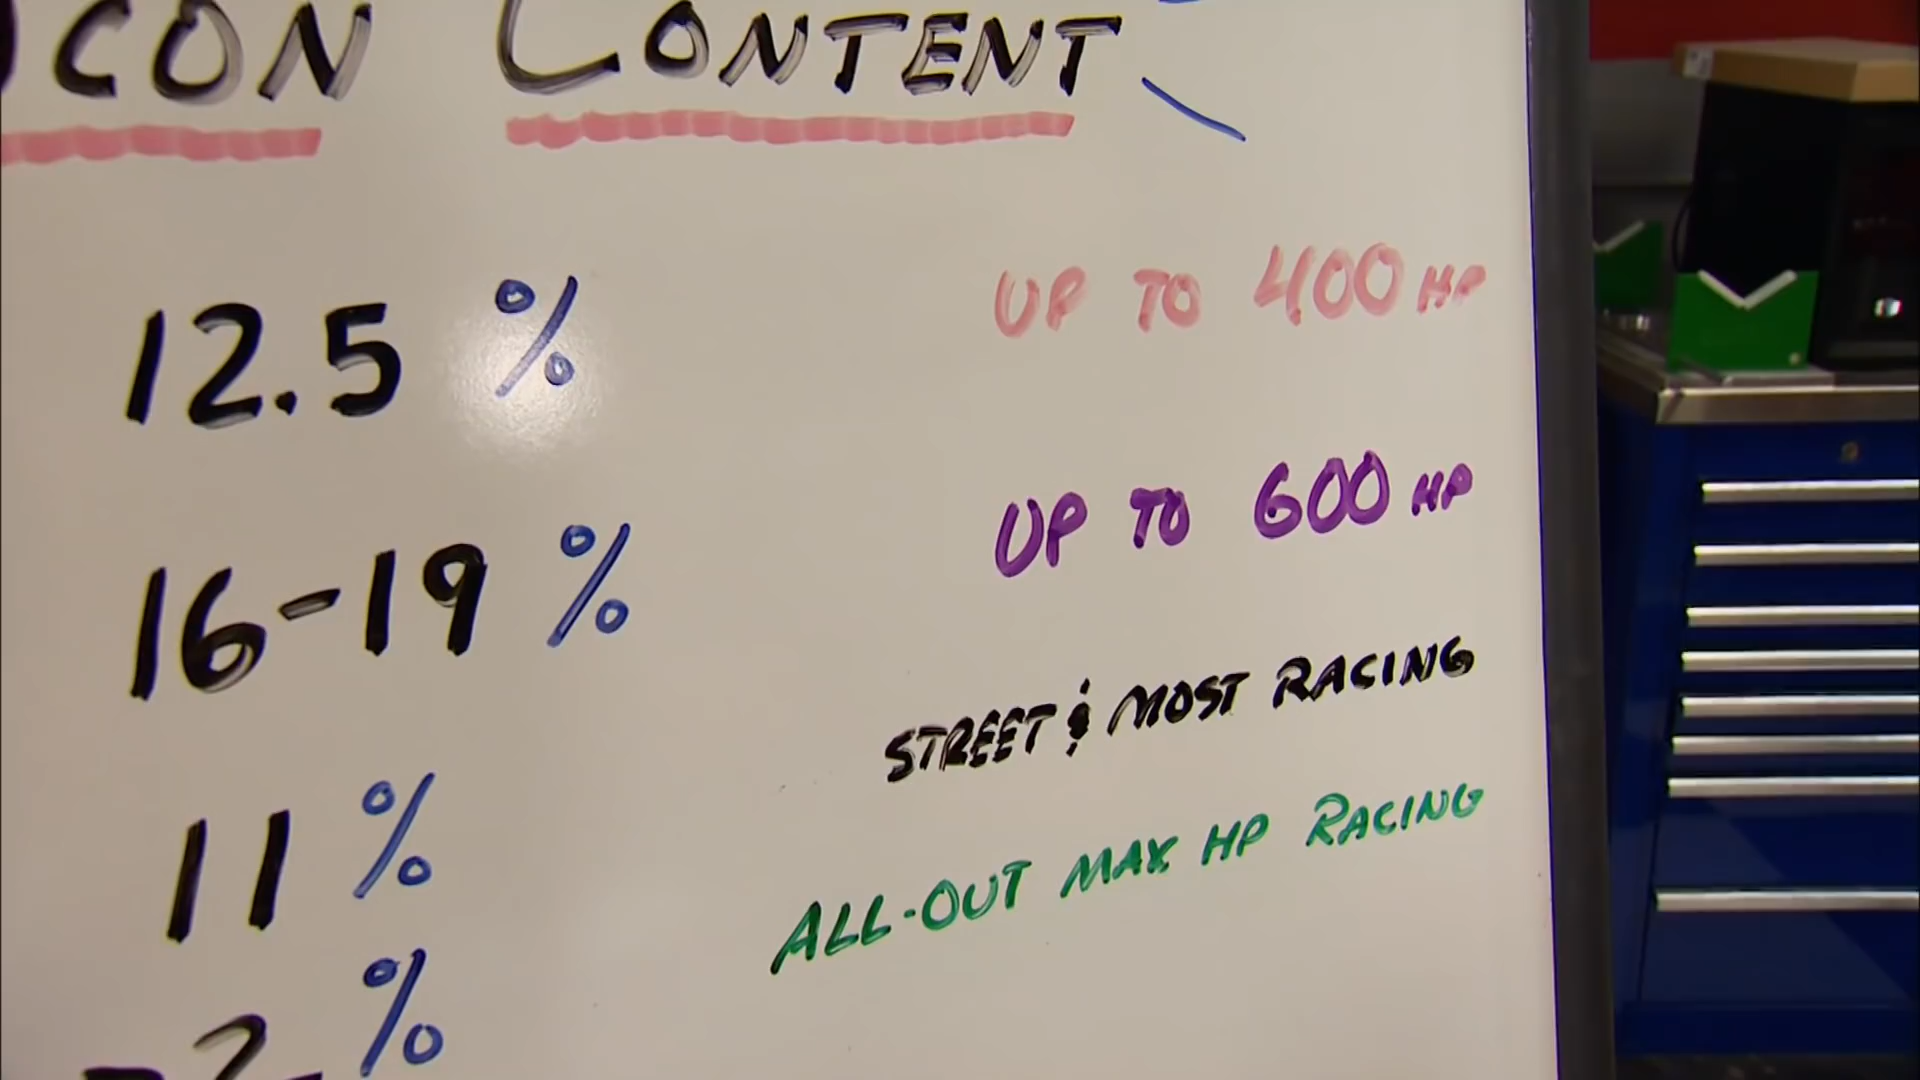 CON CONTENT
12.5 % UP TO 400 HP
16-19 % UP TO 600 HP
11 % STREET & MOST RACING
2 % ALL-OUT MAX HP RACING